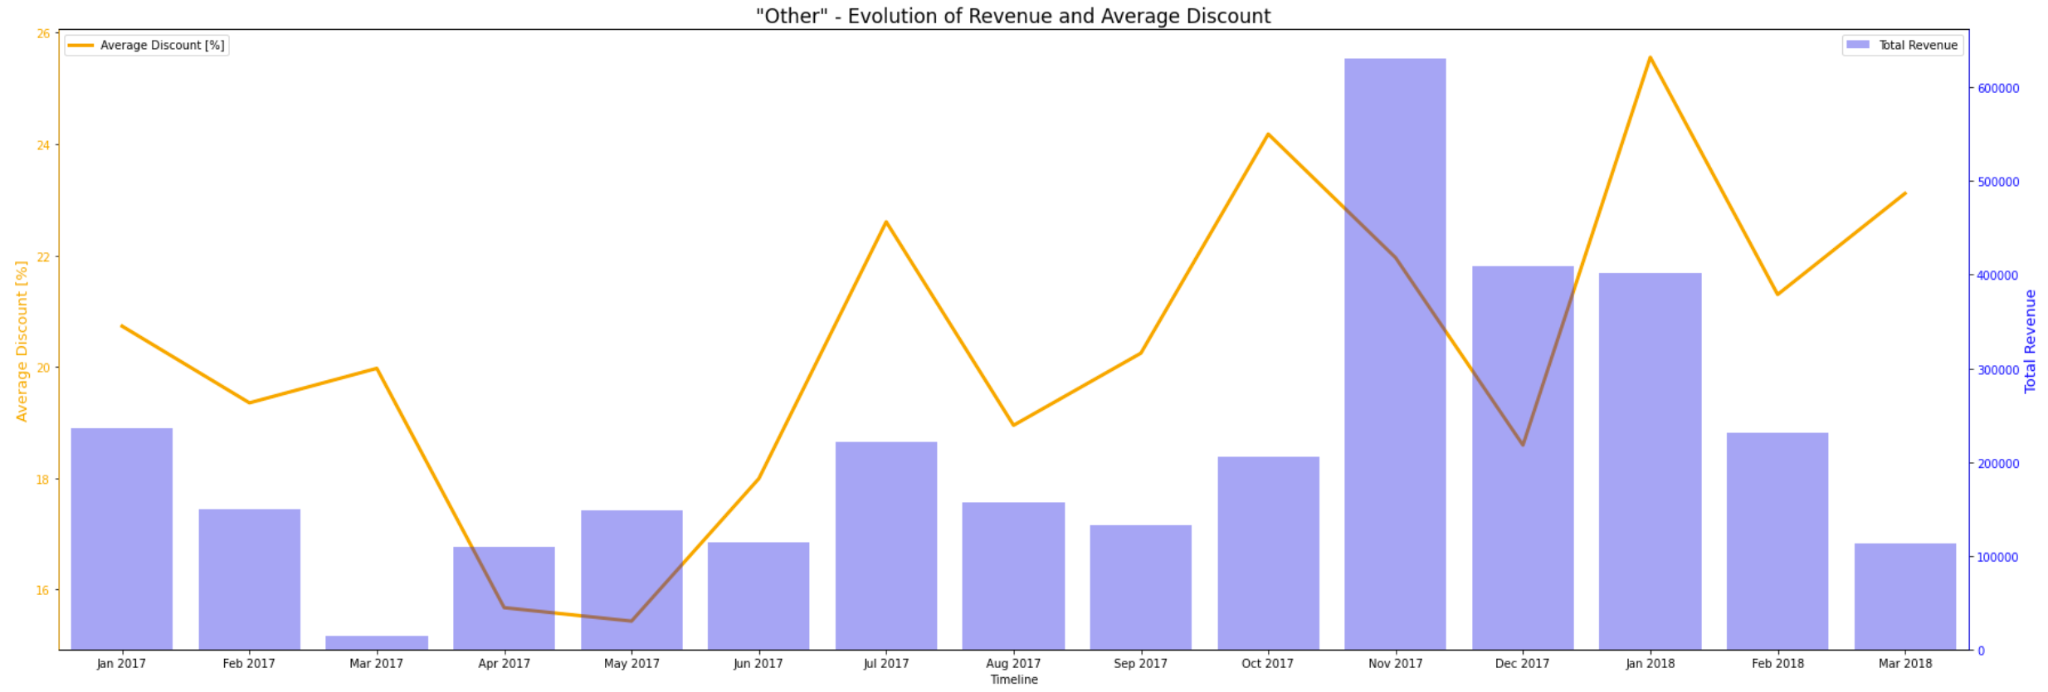 "Other" - Evolution of Revenue and Average Discount
Average Discount [%]
Total Revenue
26
24
22
20
18
16
Average Discount [%]
600000
500000
400000
300000
200000
100000
0
Total Revenue
Jan 2017 Feb 2017 Mar 2017 Apr 2017 May 2017 Jun 2017 Jul 2017 Aug 2017 Sep 2017 Oct 2017 Nov 2017 Dec 2017 Jan 2018 Feb 2018 Mar 2018
Timeline